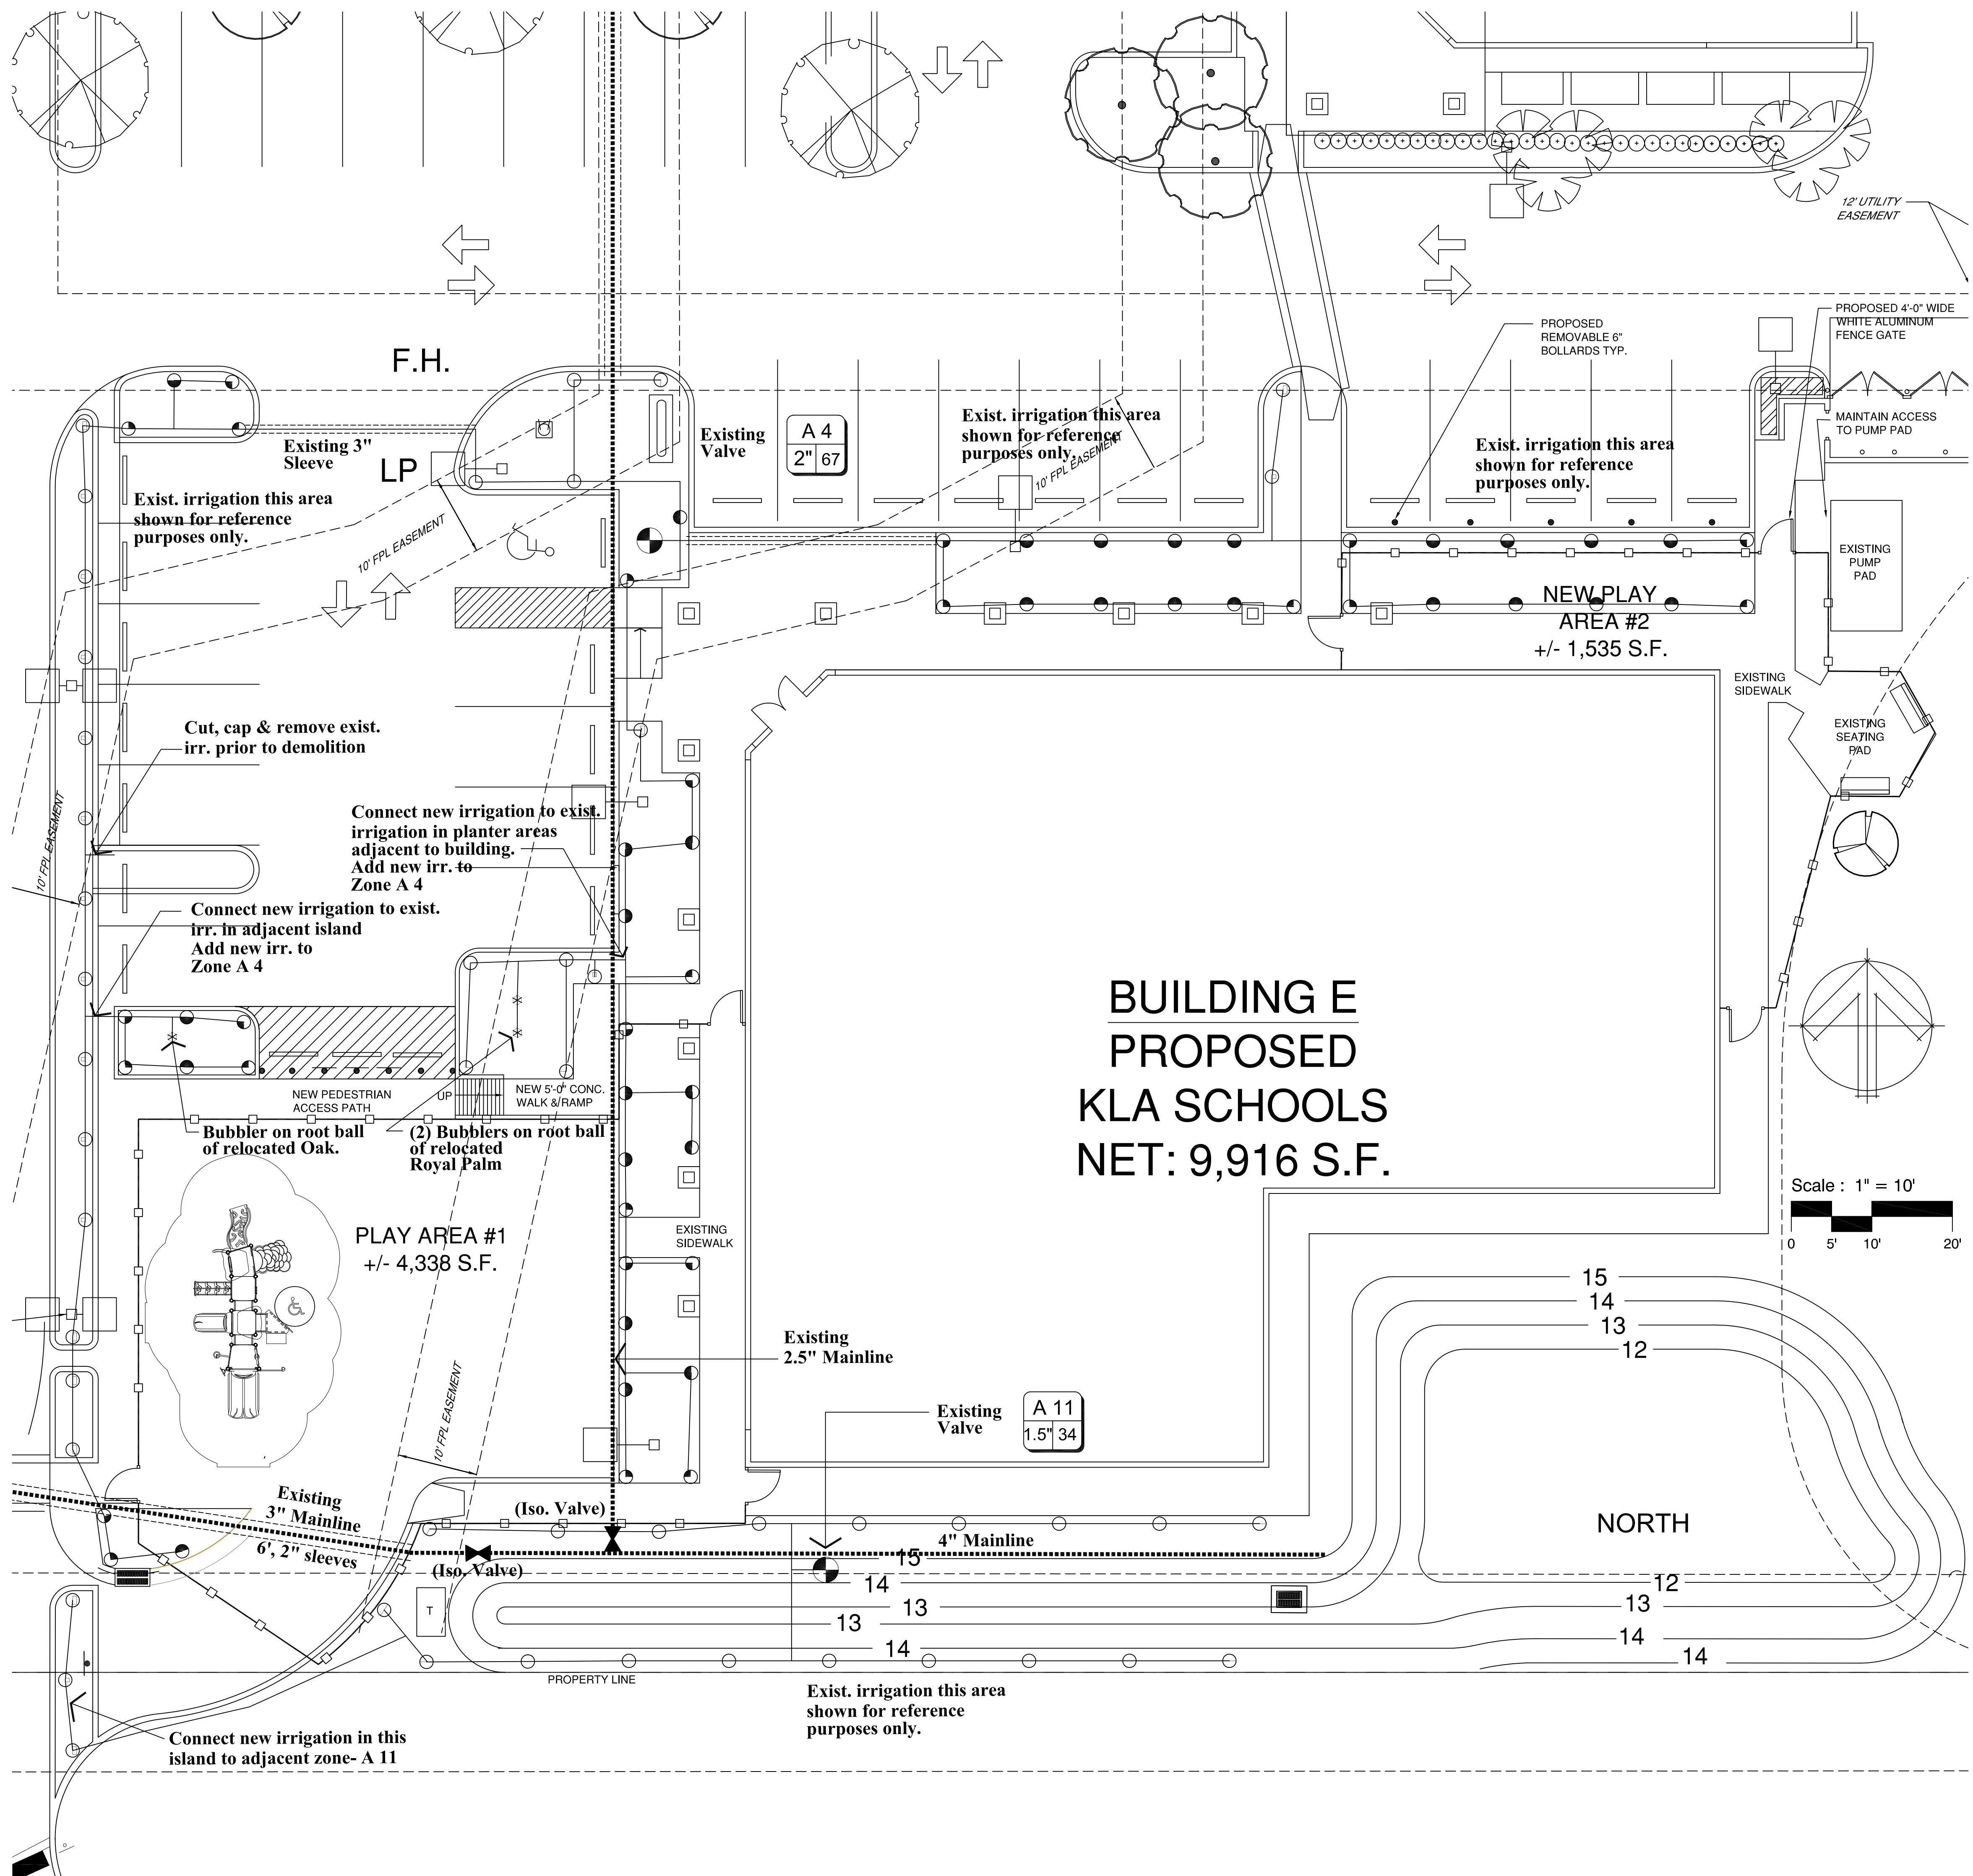 12' UTILITY
EASEMENT
PROPOSED 4'-0" WIDE
WHITE ALUMINUM
FENCE GATE
PROPOSED
REMOVABLE 6"
BOLLARDS TYP.
F.H.
Existing 3"
Sleeve
LP
Existing
Valve
A 4
2" 67
Exist. irrigation this area
shown for reference
purposes only.
10' FPL EASEMENT
Exist. irrigation this area
shown for reference
purposes only.
MAINTAIN ACCESS
TO PUMP PAD
Exist. irrigation this area
shown for reference
purposes only.
10' FPL EASEMENT
EXISTING
PUMP
PAD
NEW PLAY
AREA #2
+/- 1,535 S.F.
EXISTING
SIDEWALK
EXISTING
SEATING
PAD
Cut, cap & remove exist.
irr. prior to demolition
10' FPL EASEMENT
Connect new irrigation to exist.
irrigation in planter areas
adjacent to building.
Add new irr. to
Zone A 4
Connect new irrigation to exist.
irr. in adjacent island
Add new irr. to
Zone A 4
BUILDING E
PROPOSED
KLA SCHOOLS
NET: 9,916 S.F.
NEW PEDESTRIAN
ACCESS PATH
UP
NEW 5'-0" CONC.
WALK & RAMP
Bubbler on root ball
of relocated Oak.
(2) Bubblers on root ball
of relocated
Royal Palm
Scale : 1" = 10'
0 5' 10' 20'
PLAY AREA #1
+/- 4,338 S.F.
EXISTING
SIDEWALK
15
14
13
12
Existing
2.5" Mainline
10' FPL EASEMENT
Existing
Valve
A 11
1.5" 34
Existing
3" Mainline
6', 2" sleeves
(Iso. Valve)
(Iso. Valve)
4" Mainline
NORTH
15
14
13
13
14
12
13
14
14
T
PROPERTY LINE
Exist. irrigation this area
shown for reference
purposes only.
Connect new irrigation in this
island to adjacent zone- A 11